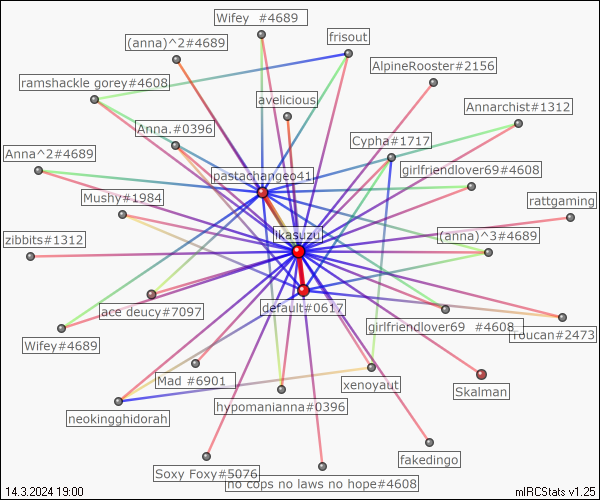 Wifey  #4689
frisout
(anna)^2#4689
AlpineRooster#2156
ramshackle gorey#4608
avelicious
Annarchist#1312
Anna.#0396
Cypha#1717
Anna^2#4689
pastachangeo41
girlfriendlover69#4608
Mushy#1984
rattgaming
likasuzu
(anna)^3#4689
zibbits#1312
ace deucy#7097
default#0617
girlfriendlover69  #4608
Toucan#2473
Wifey#4689
Mad #6901
xenoyaut
Skalman
neokingghidorah
hypomanianna#0396
fakedingo
Soxy Foxy#5076
no cops no laws no hope#4608
14.3.2024 19:00
mIRCStats v1.25